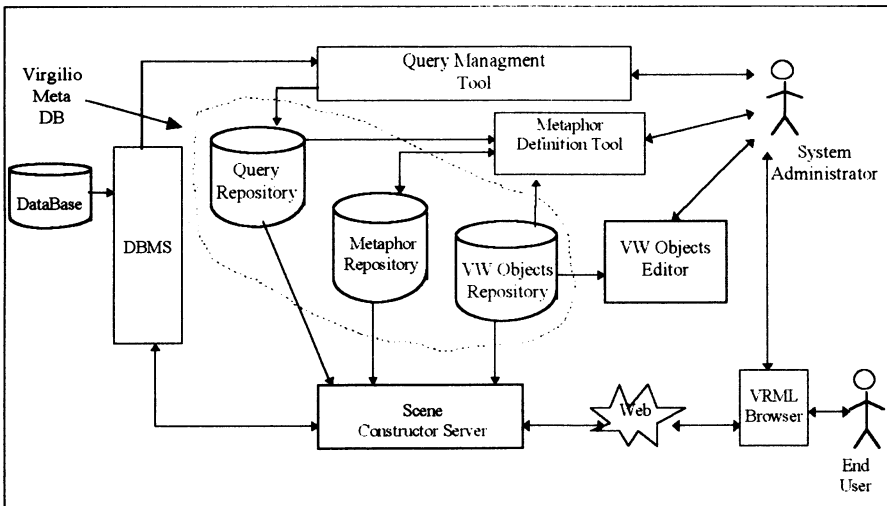 Query Managment
Tool
Virgilio
Meta
DB
Metaphor
Definition Tool
System
Administrator
Query
Repository
DataBase
DBMS
Metaphor
Repository
VW Objects
Repository
VW Objects
Editor
Scene
Constructor Server
Web
VRML
Browser
End
User